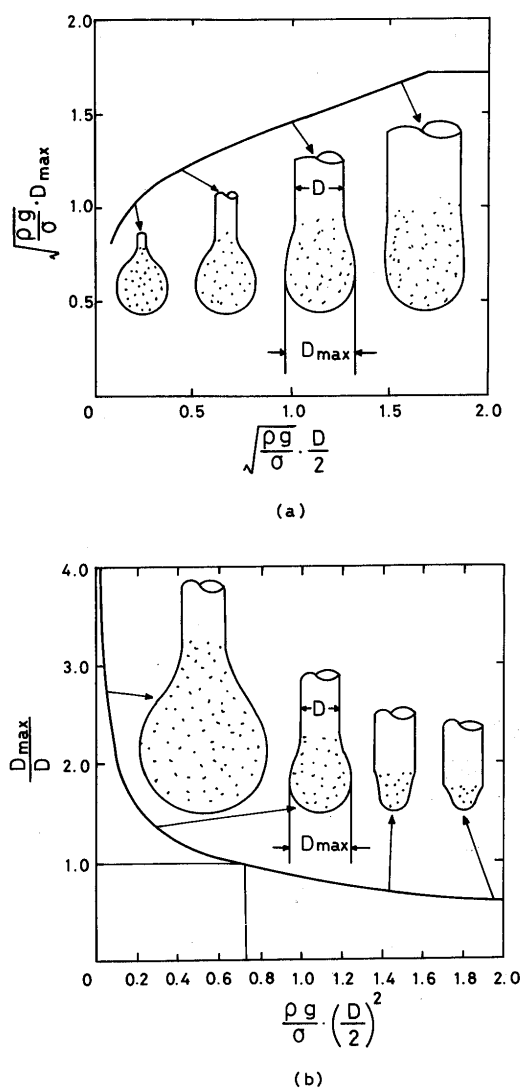 2.0
1.5
1.0
0.5
0
0.5
1.0
1.5
2.0
√(ρg/σ) · Dmax
D
Dmax
√(ρg/σ) · D/2
(a)
4.0
3.0
2.0
1.0
0
0.2
0.4
0.6
0.8
1.0
1.2
1.4
1.6
1.8
2.0
Dmax/D
D
Dmax
ρg/σ · (D/2)²
(b)